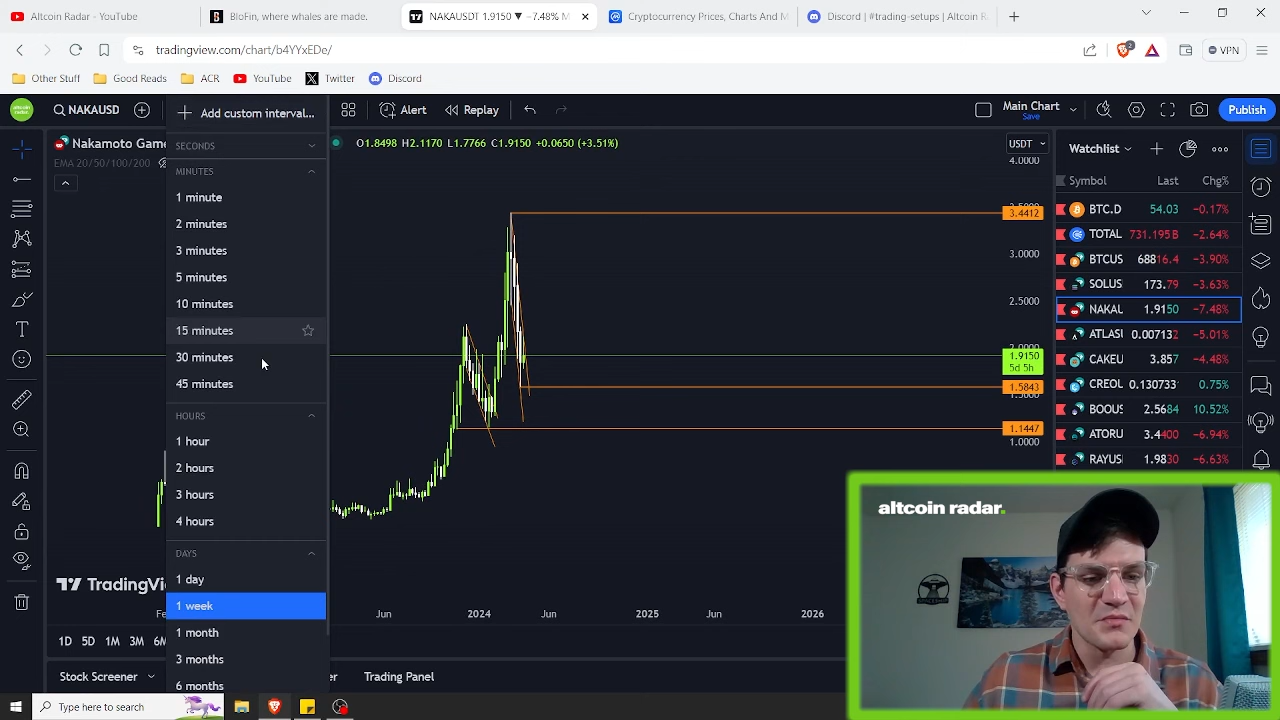 YouTube
BloFin, where whales are made.
NAKAUSDT 1.9150 ▼ −7.48% M
Cryptocurrency Prices, Charts And M
Discord | #trading-setups | Altcoin R
tradingview.com/chart/b4YYxEDe/
2
VPN
Other Stuff
Good Reads
ACR
YouTube
Twitter
Discord
altcoin radar.
NAKAUSD
Add custom interval...
Alert
Replay
Main Chart
Save
Publish
Nakamoto Game
O1.8498 H2.1170 L1.7766 C1.9150 +0.0650 (+3.51%)
USDT
Watchlist
EMA 20/50/100/200
SECONDS
MINUTES
1 minute
2 minutes
3 minutes
5 minutes
10 minutes
15 minutes
30 minutes
45 minutes
HOURS
1 hour
2 hours
3 hours
4 hours
DAYS
1 day
1 week
1 month
3 months
6 months
4.0000
3.4412
3.0000
2.5000
1.9150
5d 5h
1.5843
1.1447
1.0000
Symbol Last Chg%
BTC.D 54.03 −0.17%
TOTAL 731.195B −2.64%
BTCUS 68816.4 −3.90%
SOLUS 173.79 −3.63%
NAKAU 1.9150 −7.48%
ATLASI 0.007132 −5.01%
CAKEU 3.857 −4.48%
CREOL 0.130733 0.75%
BOOUS 2.5684 10.52%
ATORU 3.4400 −6.94%
RAYUS 1.9830 −6.63%
altcoin radar.
TradingView
Jun 2024 Jun 2025 Jun 2026
1D 5D 1M 3M 6M
Stock Screener
Trading Panel
Type here to search